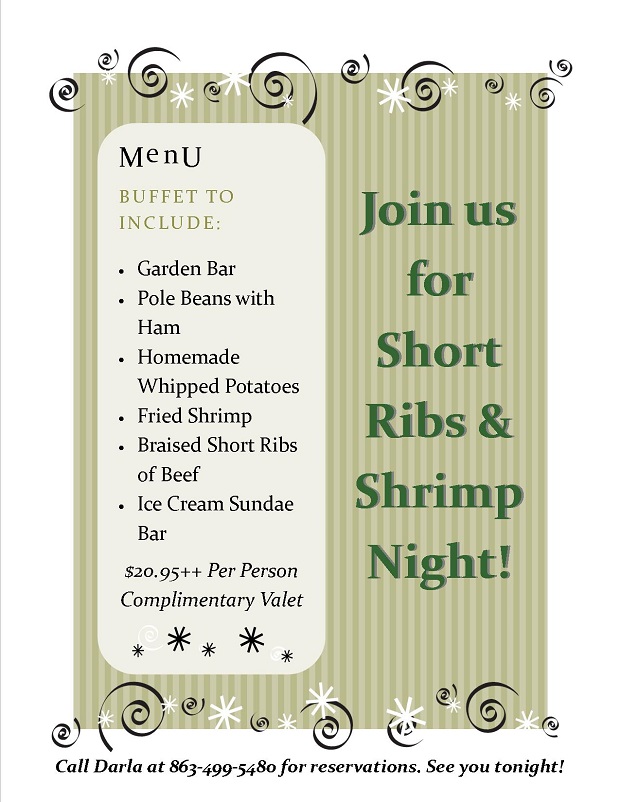 MenU
BUFFET TO
INCLUDE:
• Garden Bar
• Pole Beans with
Ham
• Homemade
Whipped Potatoes
• Fried Shrimp
• Braised Short Ribs
of Beef
• Ice Cream Sundae
Bar
$20.95++ Per Person
Complimentary Valet
Join us
for
Short
Ribs &
Shrimp
Night!
Call Darla at 863-499-5480 for reservations. See you tonight!